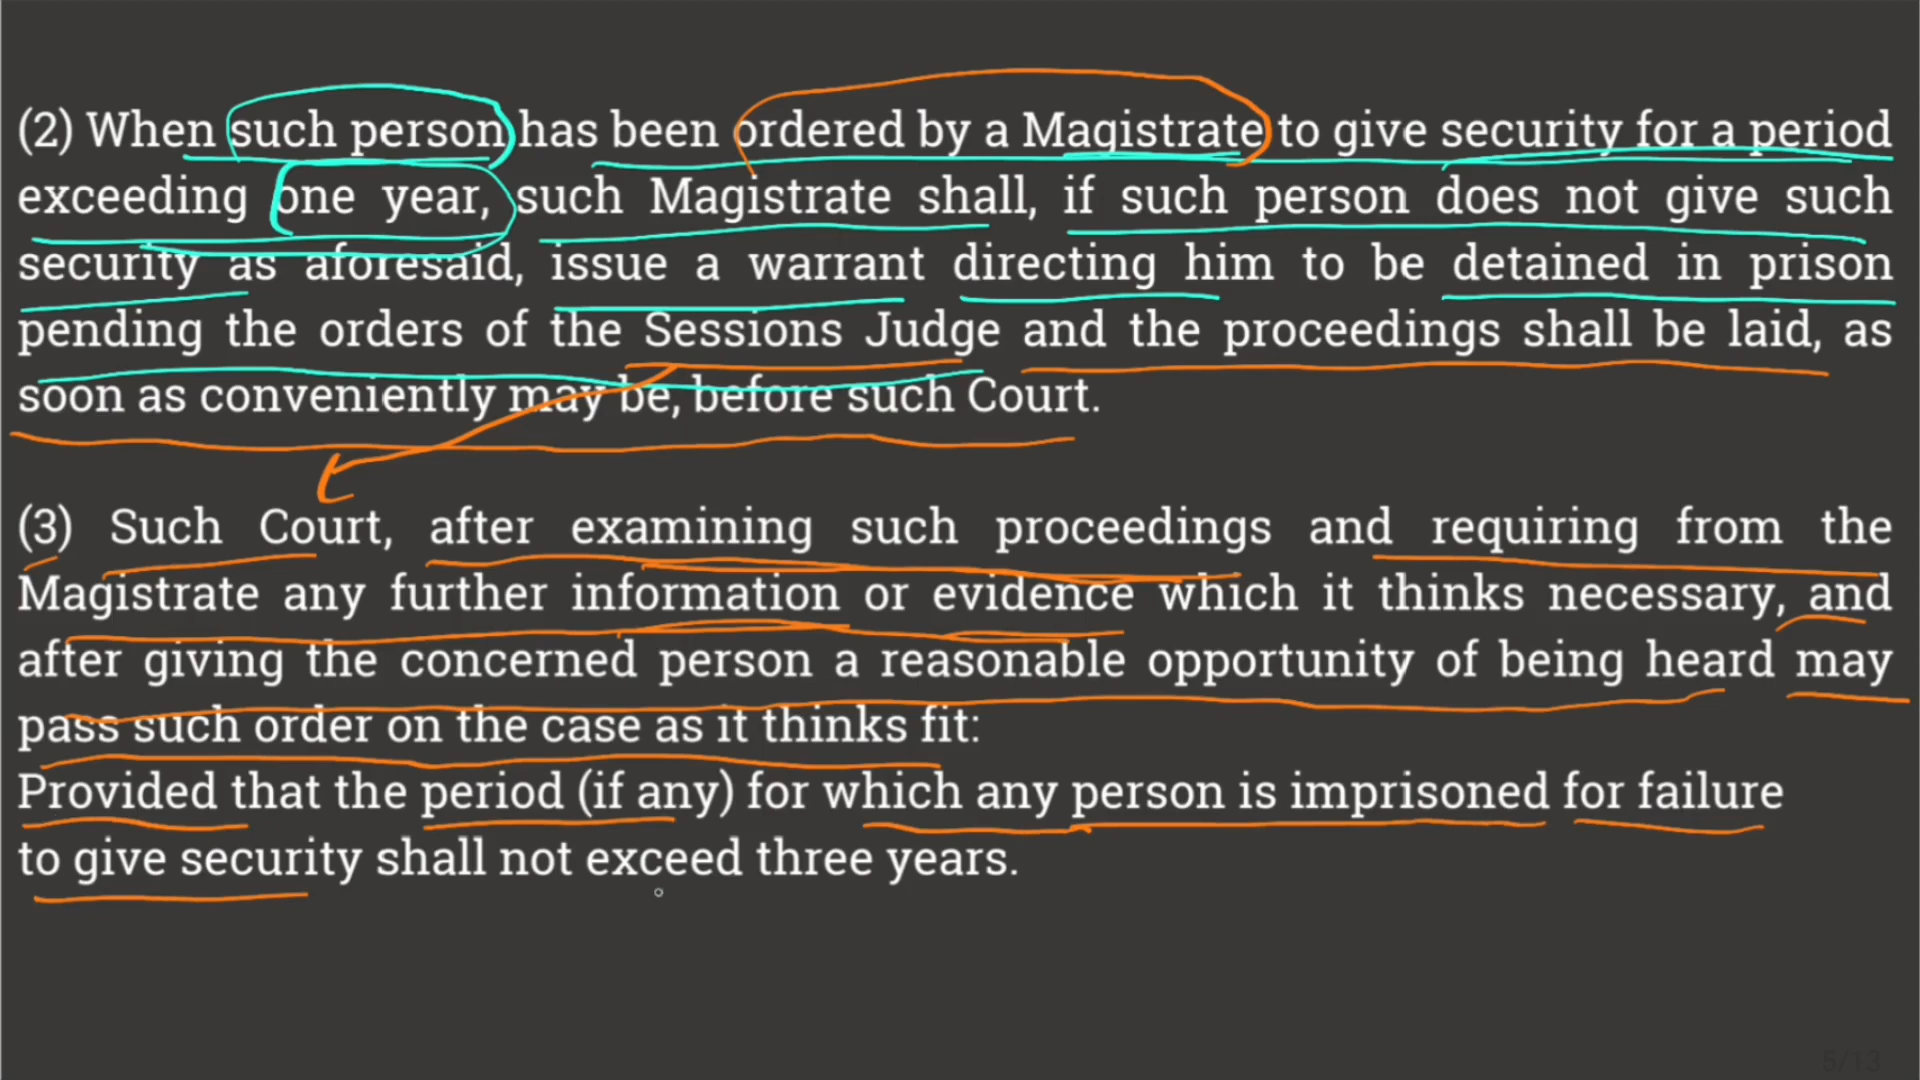 (2) When such person has been ordered by a Magistrate to give security for a period
exceeding one year, such Magistrate shall, if such person does not give such
security as aforesaid, issue a warrant directing him to be detained in prison
pending the orders of the Sessions Judge and the proceedings shall be laid, as
soon as conveniently may be, before such Court.
(3) Such Court, after examining such proceedings and requiring from the
Magistrate any further information or evidence which it thinks necessary, and
after giving the concerned person a reasonable opportunity of being heard may
pass such order on the case as it thinks fit:
Provided that the period (if any) for which any person is imprisoned for failure
to give security shall not exceed three years.
5/13